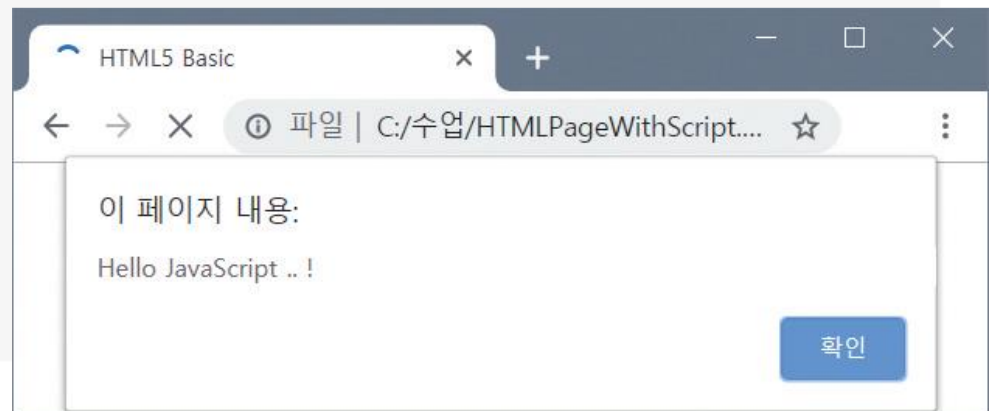 HTML5 Basic
파일 | C:/수업/HTMLPageWithScript....
이 페이지 내용:
Hello JavaScript .. !
확인